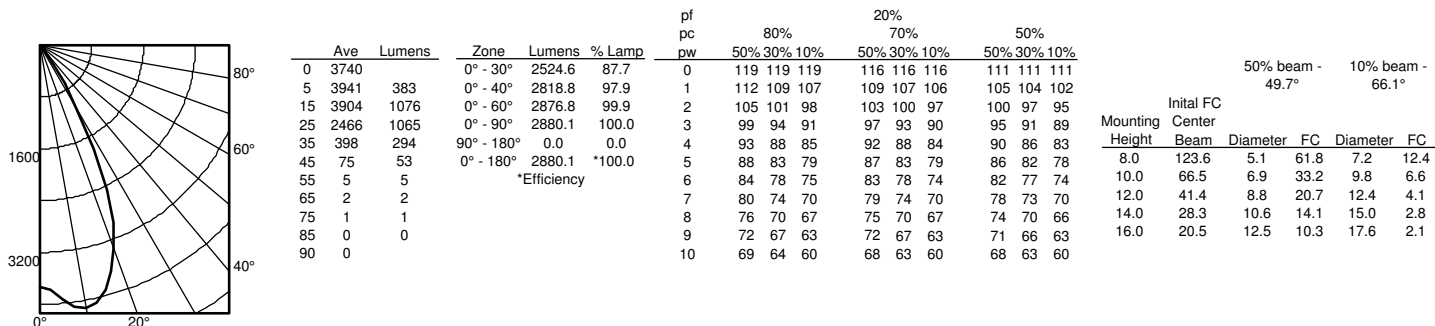 80°
60°
40°
1600
3200
0° 20°
Ave Lumens
0 3740
5 3941 383
15 3904 1076
25 2466 1065
35 398 294
45 75 53
55 5 5
65 2 2
75 1 1
85 0 0
90 0
Zone Lumens % Lamp
0° - 30° 2524.6 87.7
0° - 40° 2818.8 97.9
0° - 60° 2876.8 99.9
0° - 90° 2880.1 100.0
90° - 180° 0.0 0.0
0° - 180° 2880.1 *100.0
*Efficiency
pf 20%
pc 80% 70% 50%
pw 50% 30% 10% 50% 30% 10% 50% 30% 10%
0 119 119 119 116 116 116 111 111 111
1 112 109 107 109 107 106 105 104 102
2 105 101 98 103 100 97 100 97 95
3 99 94 91 97 93 90 95 91 89
4 93 88 85 92 88 84 90 86 83
5 88 83 79 87 83 79 86 82 78
6 84 78 75 83 78 74 82 77 74
7 80 74 70 79 74 70 78 73 70
8 76 70 67 75 70 67 74 70 66
9 72 67 63 72 67 63 71 66 63
10 69 64 60 68 63 60 68 63 60
50% beam - 10% beam -
49.7° 66.1°
Inital FC
Mounting Center
Height Beam Diameter FC Diameter FC
8.0 123.6 5.1 61.8 7.2 12.4
10.0 66.5 6.9 33.2 9.8 6.6
12.0 41.4 8.8 20.7 12.4 4.1
14.0 28.3 10.6 14.1 15.0 2.8
16.0 20.5 12.5 10.3 17.6 2.1